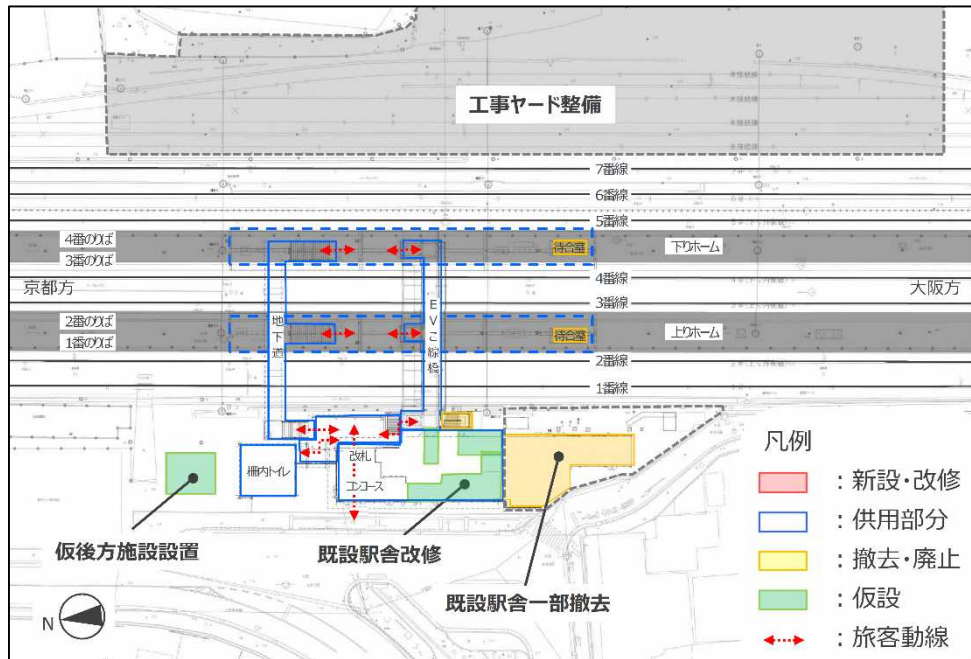 工事ヤード整備
7番線
6番線
5番線
4番のりば
3番のりば
待合室
下りホーム
4番線
京都方
大阪方
3番線
地下道
EVこ線橋
2番のりば
1番のりば
待合室
上りホーム
2番線
1番線
改札
コンコース
柵内トイレ
仮後方施設設置
既設駅舎改修
既設駅舎一部撤去
N
凡例
：新設・改修
：供用部分
：撤去・廃止
：仮設
：旅客動線